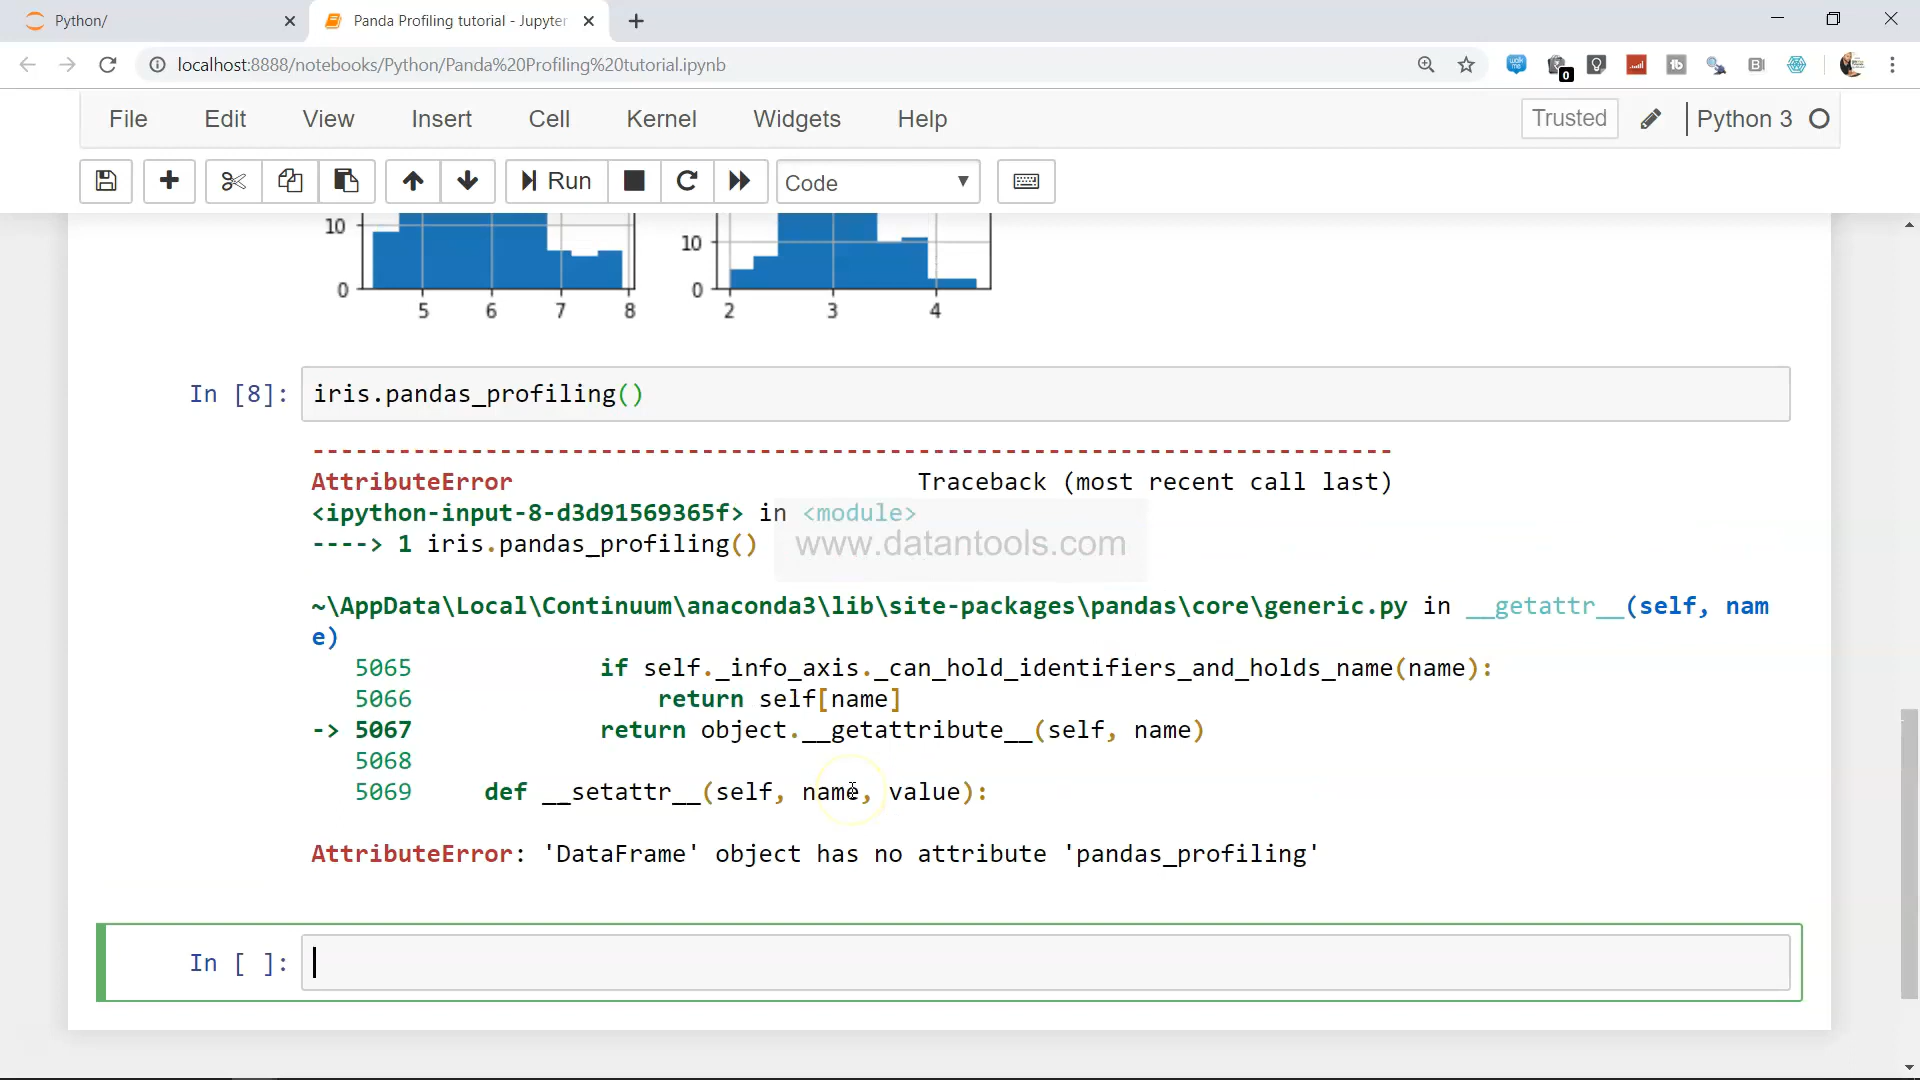 Python/
Panda Profiling tutorial - Jupyter
localhost:8888/notebooks/Python/Panda%20Profiling%20tutorial.ipynb
0
File Edit View Insert Cell Kernel Widgets Help
Trusted
Python 3
Run
Code
10
0
5 6 7 8
10
0
2 3 4
In [8]: iris.pandas_profiling()
---------------------------------------------------------------------------
AttributeError                            Traceback (most recent call last)
<ipython-input-8-d3d91569365f> in <module>
----> 1 iris.pandas_profiling()
www.datantools.com
~\AppData\Local\Continuum\anaconda3\lib\site-packages\pandas\core\generic.py in __getattr__(self, nam
e)
   5065             if self._info_axis._can_hold_identifiers_and_holds_name(name):
   5066                 return self[name]
-> 5067             return object.__getattribute__(self, name)
   5068
   5069     def __setattr__(self, name, value):
AttributeError: 'DataFrame' object has no attribute 'pandas_profiling'
In [ ]: